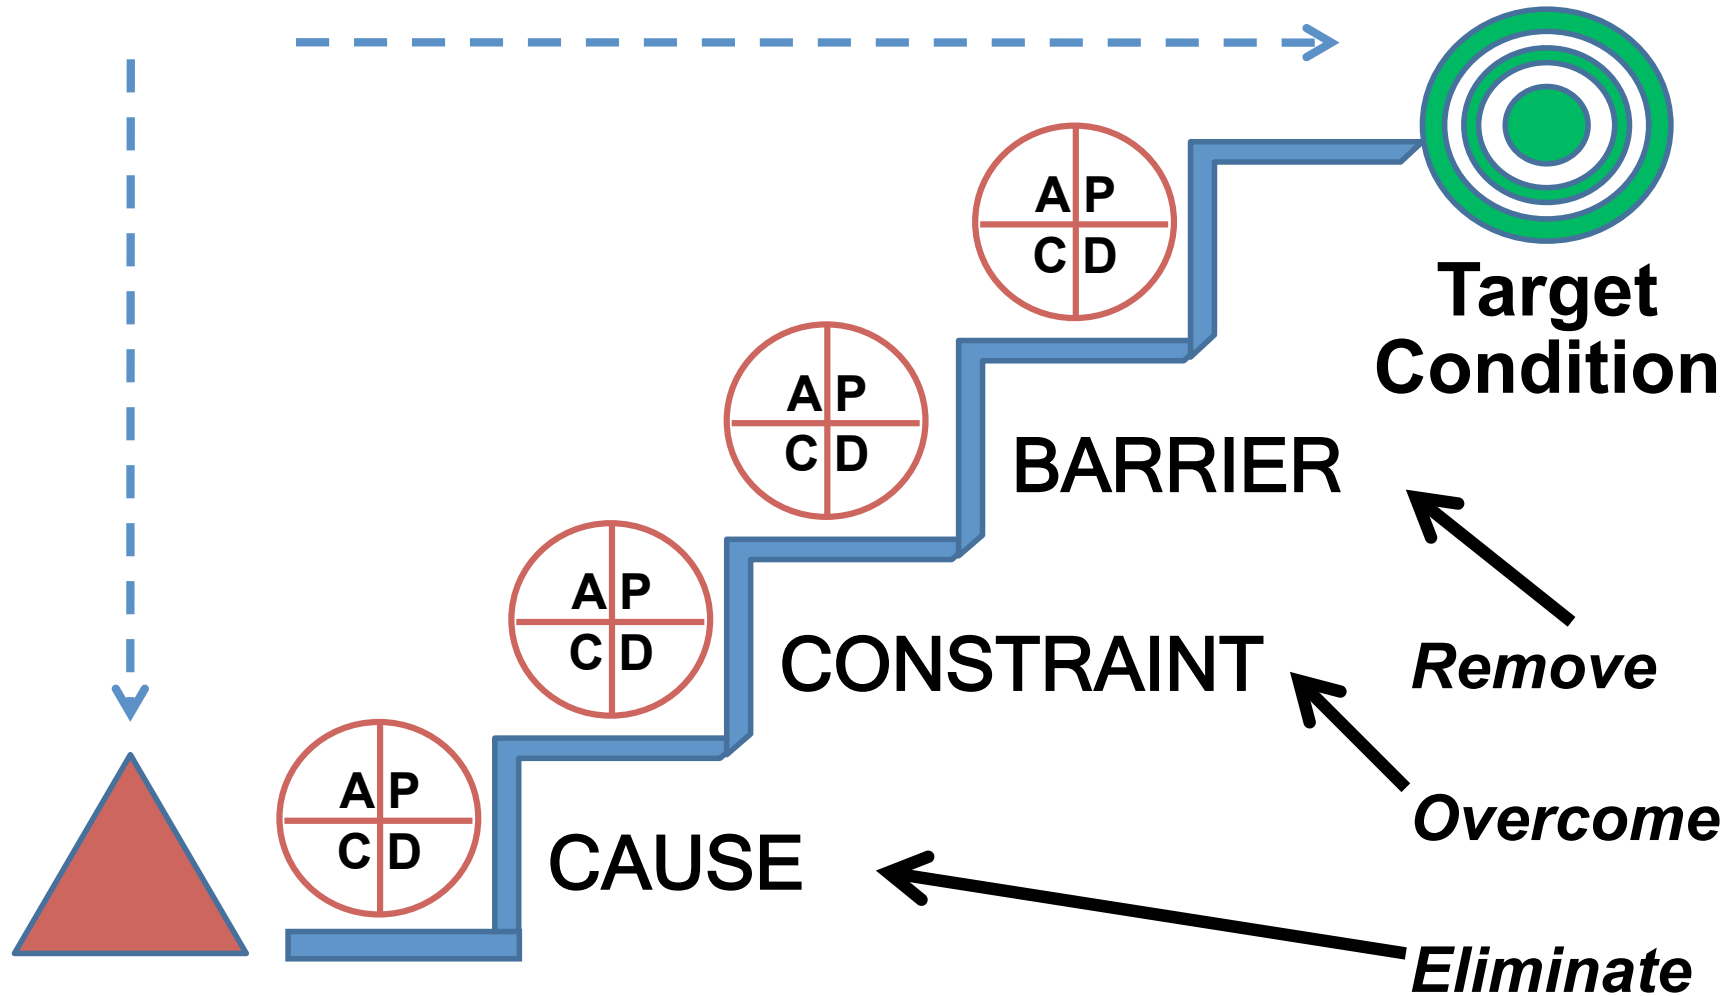 A P
C D
Target
Condition
A P
C D
BARRIER
A P
C D
CONSTRAINT
Remove
A P
C D
CAUSE
Overcome
Eliminate